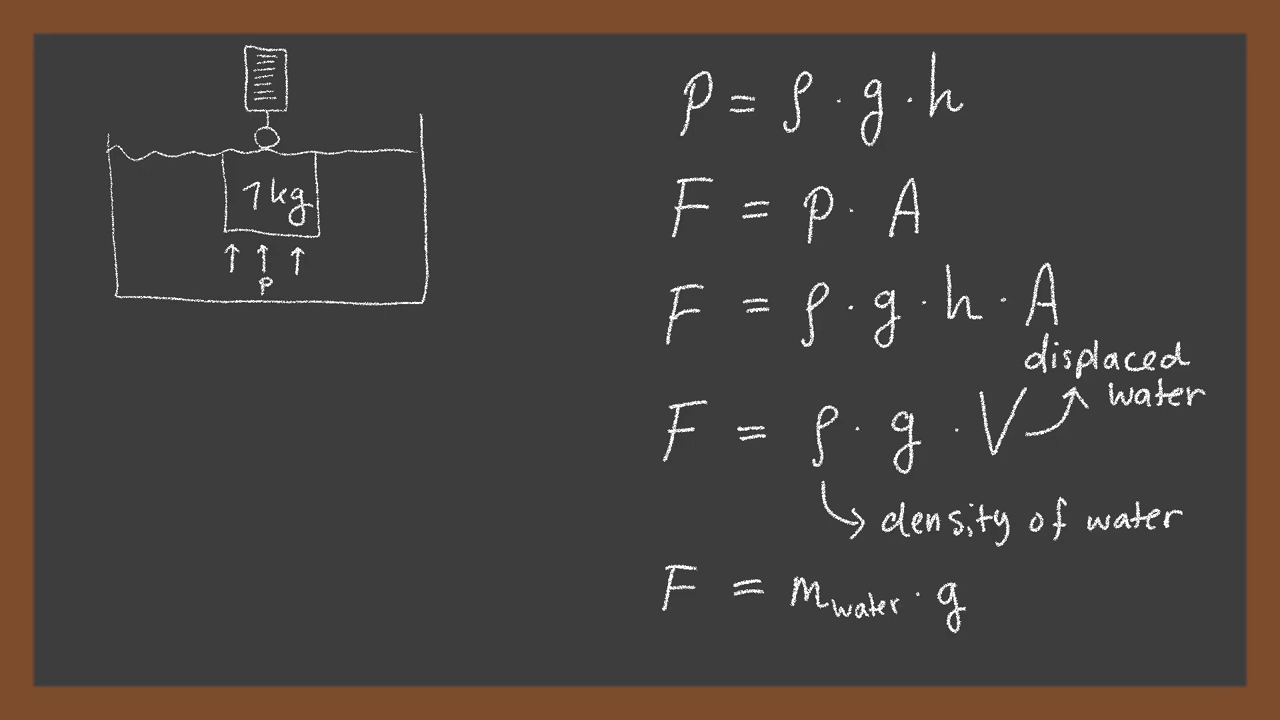 1kg
p
p = ρ · g · h
F = p · A
F = ρ · g · h · A
F = ρ · g · V
displaced
water
density of water
F = m_water · g